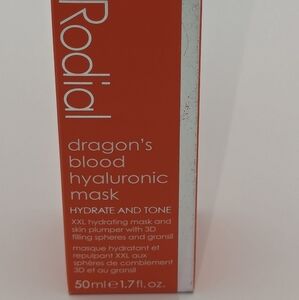 Rodial
dragon's
blood
hyaluronic
mask
HYDRATE AND TONE
XXL hydrating mask and
skin plumper with 3D
filling spheres and gransil
masque hydratant et
repulpant XXL aux
sphères de comblement
3D et au gransil
50ml e 1.7fl.oz.